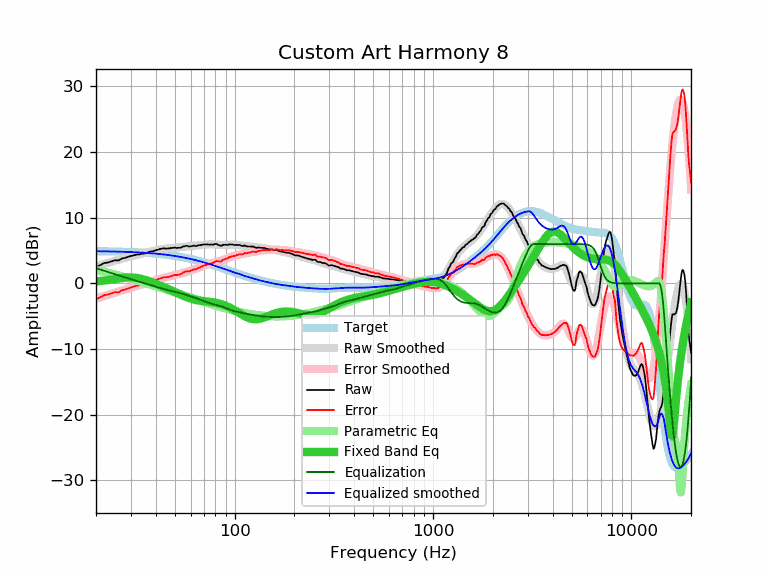 Custom Art Harmony 8
Amplitude (dBr)
30
20
10
0
−10
−20
−30
Target
Raw Smoothed
Error Smoothed
Raw
Error
Parametric Eq
Fixed Band Eq
Equalization
Equalized smoothed
100
1000
10000
Frequency (Hz)